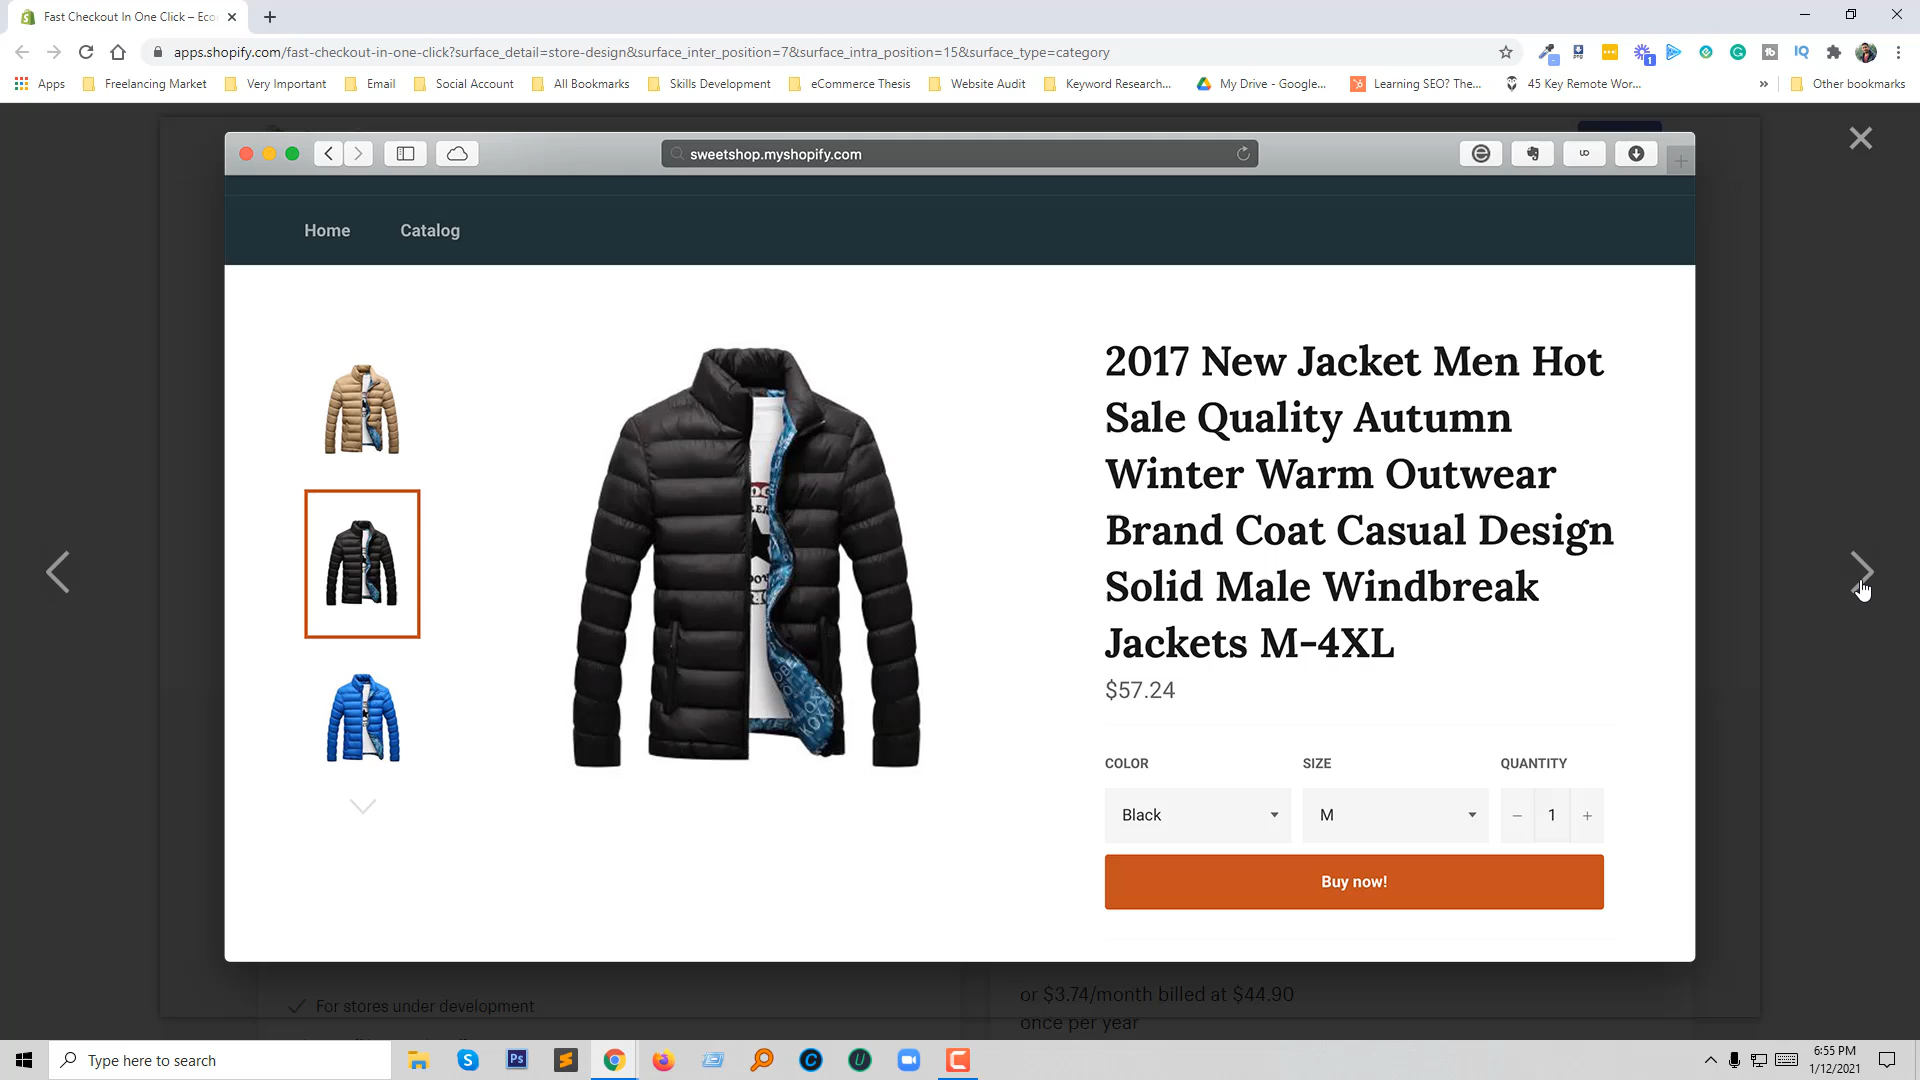 Fast Checkout In One Click – Eco
apps.shopify.com/fast-checkout-in-one-click?surface_detail=store-design&surface_inter_position=7&surface_intra_position=15&surface_type=category
Apps Freelancing Market Very Important Email Social Account All Bookmarks Skills Development eCommerce Thesis Website Audit Keyword Research... My Drive - Google... Learning SEO? The... 45 Key Remote Wor... » Other bookmarks
sweetshop.myshopify.com
Home Catalog
2017 New Jacket Men Hot
Sale Quality Autumn
Winter Warm Outwear
Brand Coat Casual Design
Solid Male Windbreak
Jackets M-4XL
$57.24
COLOR SIZE QUANTITY
Black M − 1 +
Buy now!
For stores under development
or $3.74/month billed at $44.90
once per year
Type here to search
6:55 PM
1/12/2021